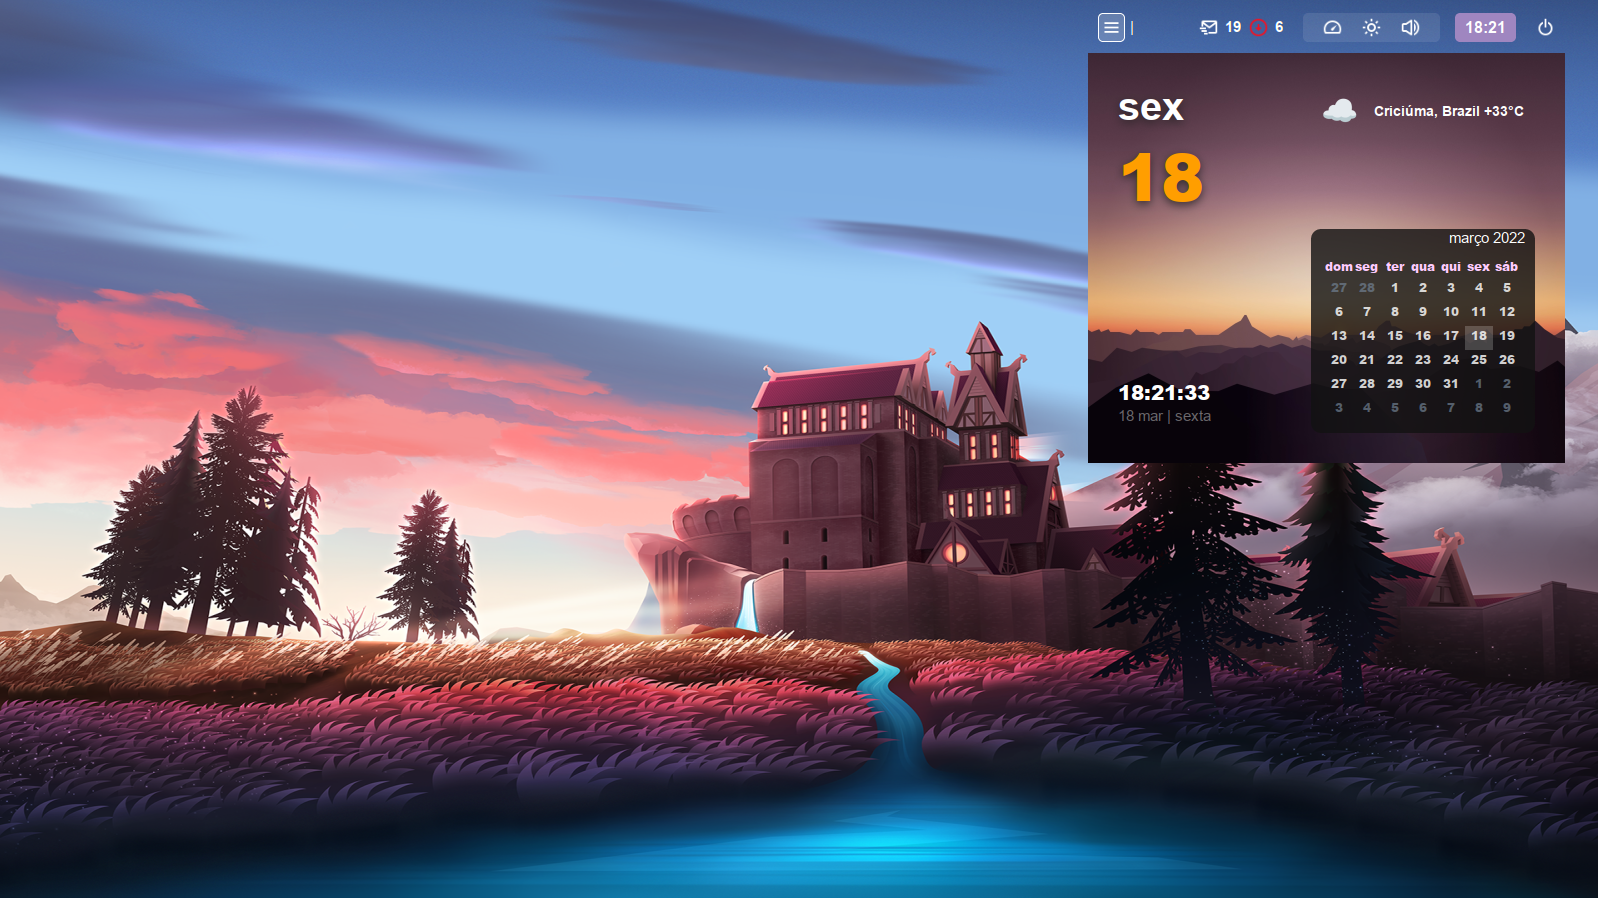 19 6 18:21
sex
Criciúma, Brazil +33°C
18
março 2022
dom seg ter qua qui sex sáb
27 28 1 2 3 4 5
6 7 8 9 10 11 12
13 14 15 16 17 18 19
20 21 22 23 24 25 26
27 28 29 30 31 1 2
3 4 5 6 7 8 9
18:21:33
18 mar | sexta